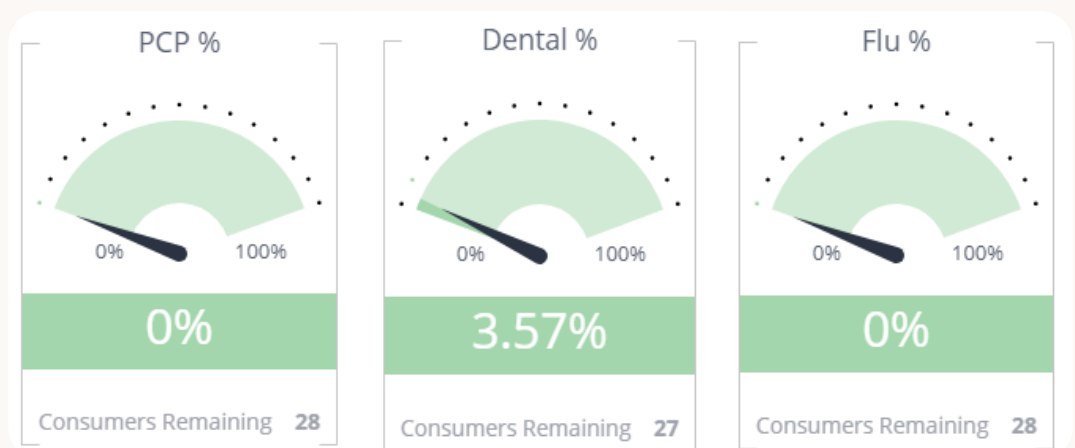 PCP %
0% 100%
0%
Consumers Remaining 28
Dental %
0% 100%
3.57%
Consumers Remaining 27
Flu %
0% 100%
0%
Consumers Remaining 28